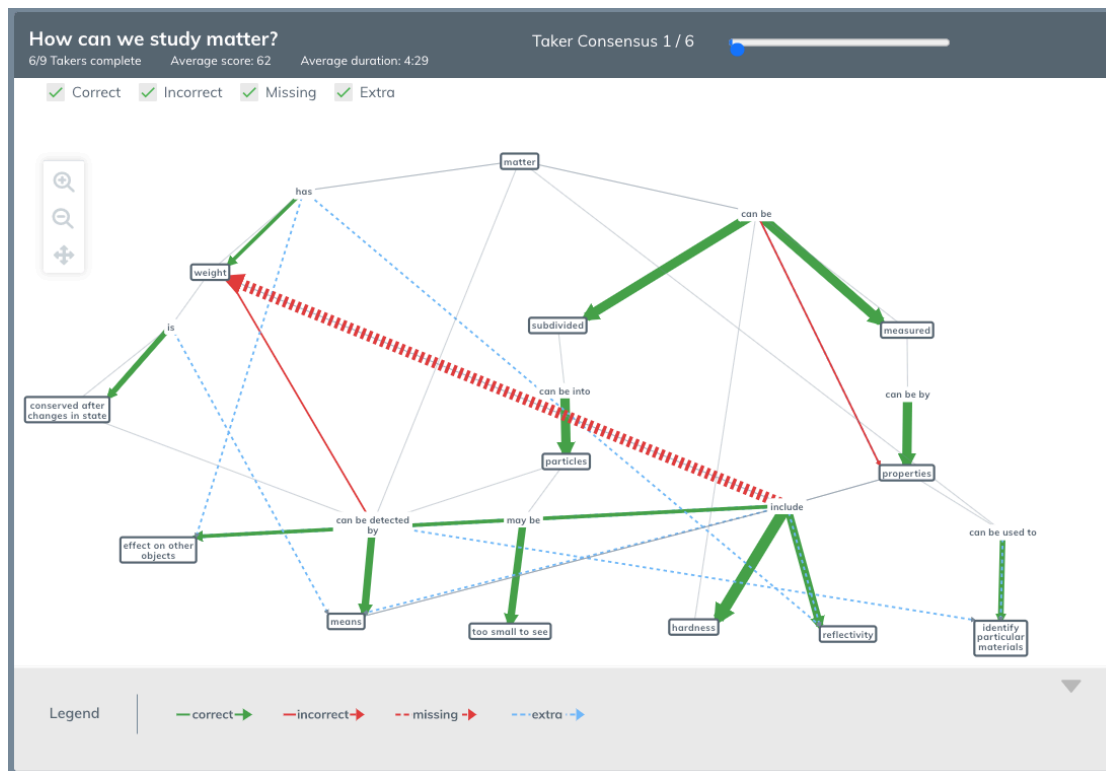 How can we study matter?
Taker Consensus 1 / 6
6/9 Takers complete Average score: 62 Average duration: 4:29
Correct Incorrect Missing Extra
matter
has
can be
weight
is
subdivided
measured
can be into
can be by
conserved after
changes in state
particles
properties
include
can be detected
by
may be
can be used to
effect on other
objects
means
too small to see
hardness
reflectivity
identify
particular
materials
Legend
correct
incorrect
missing
extra